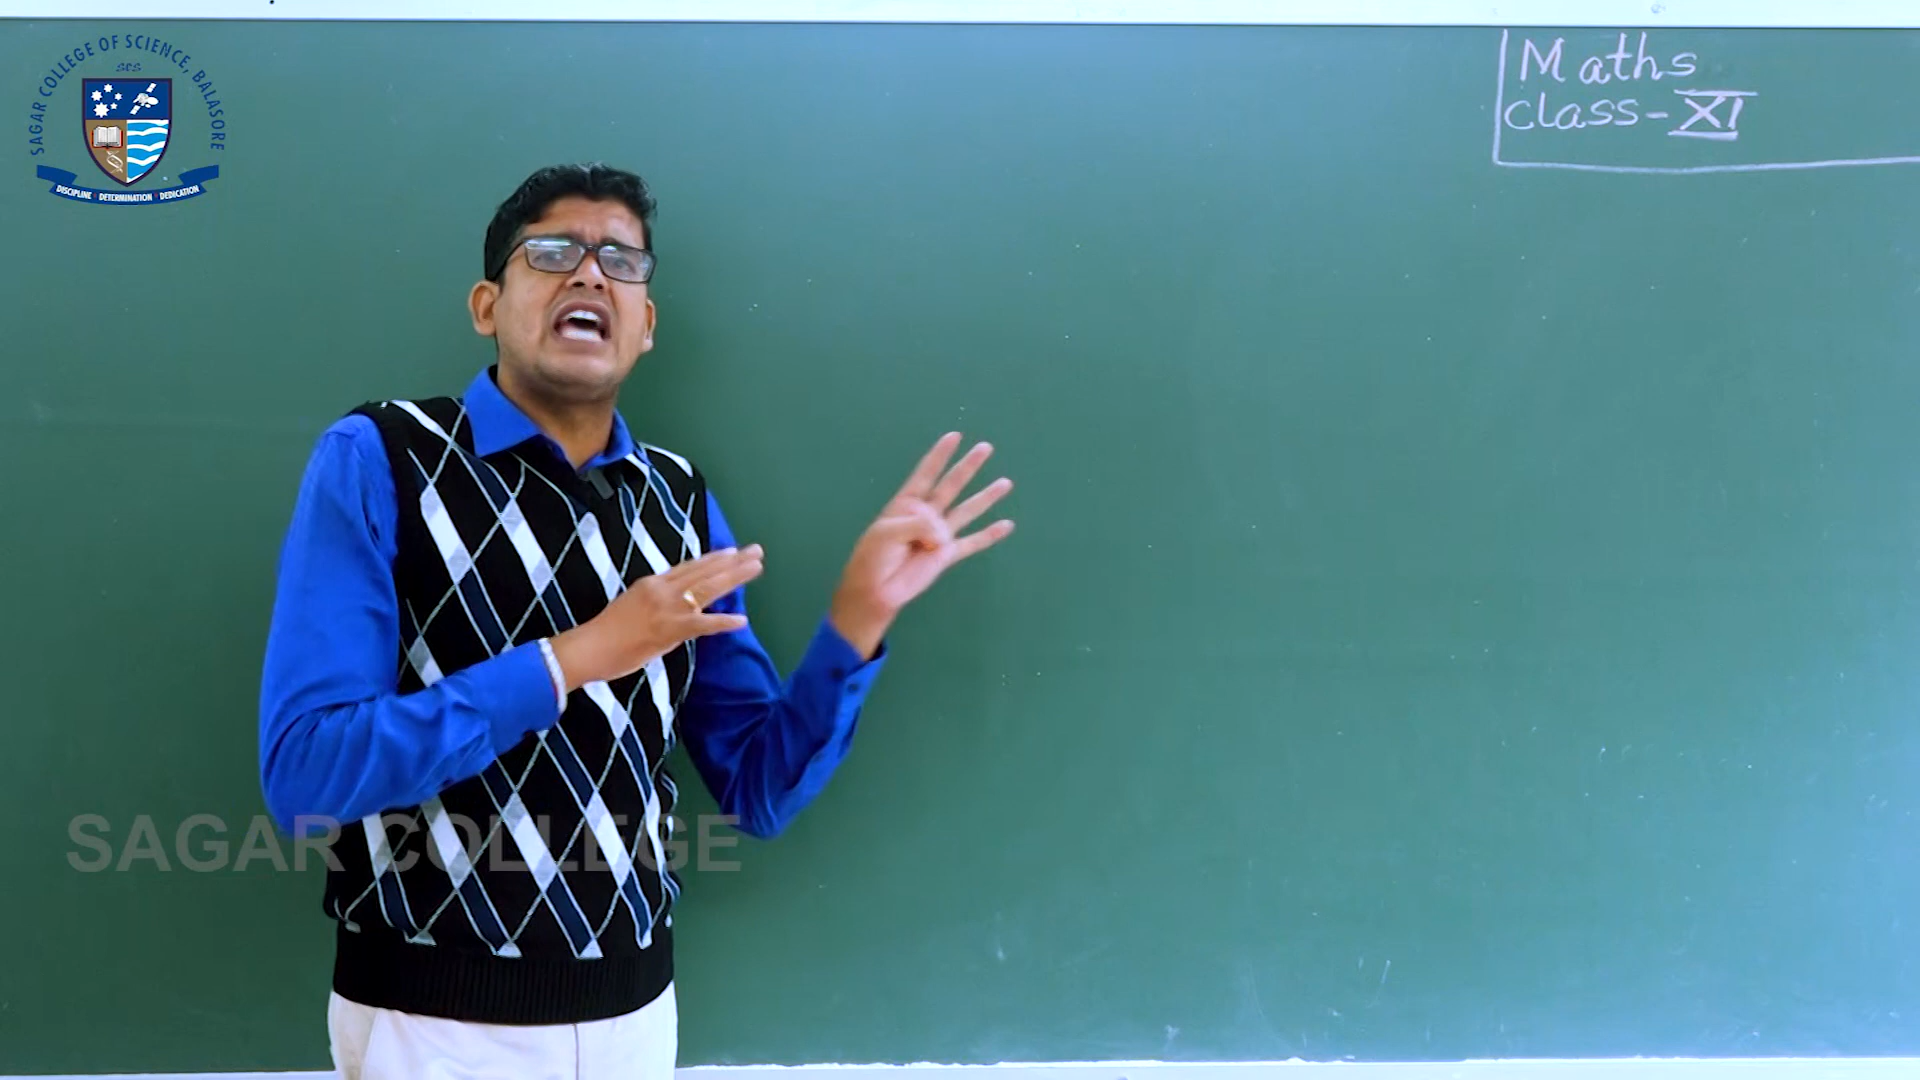 SAGAR COLLEGE OF SCIENCE, BALASORE
SCS
DISCIPLINE DETERMINATION DEDICATION
Maths
class-XI
SAGAR COLLEGE